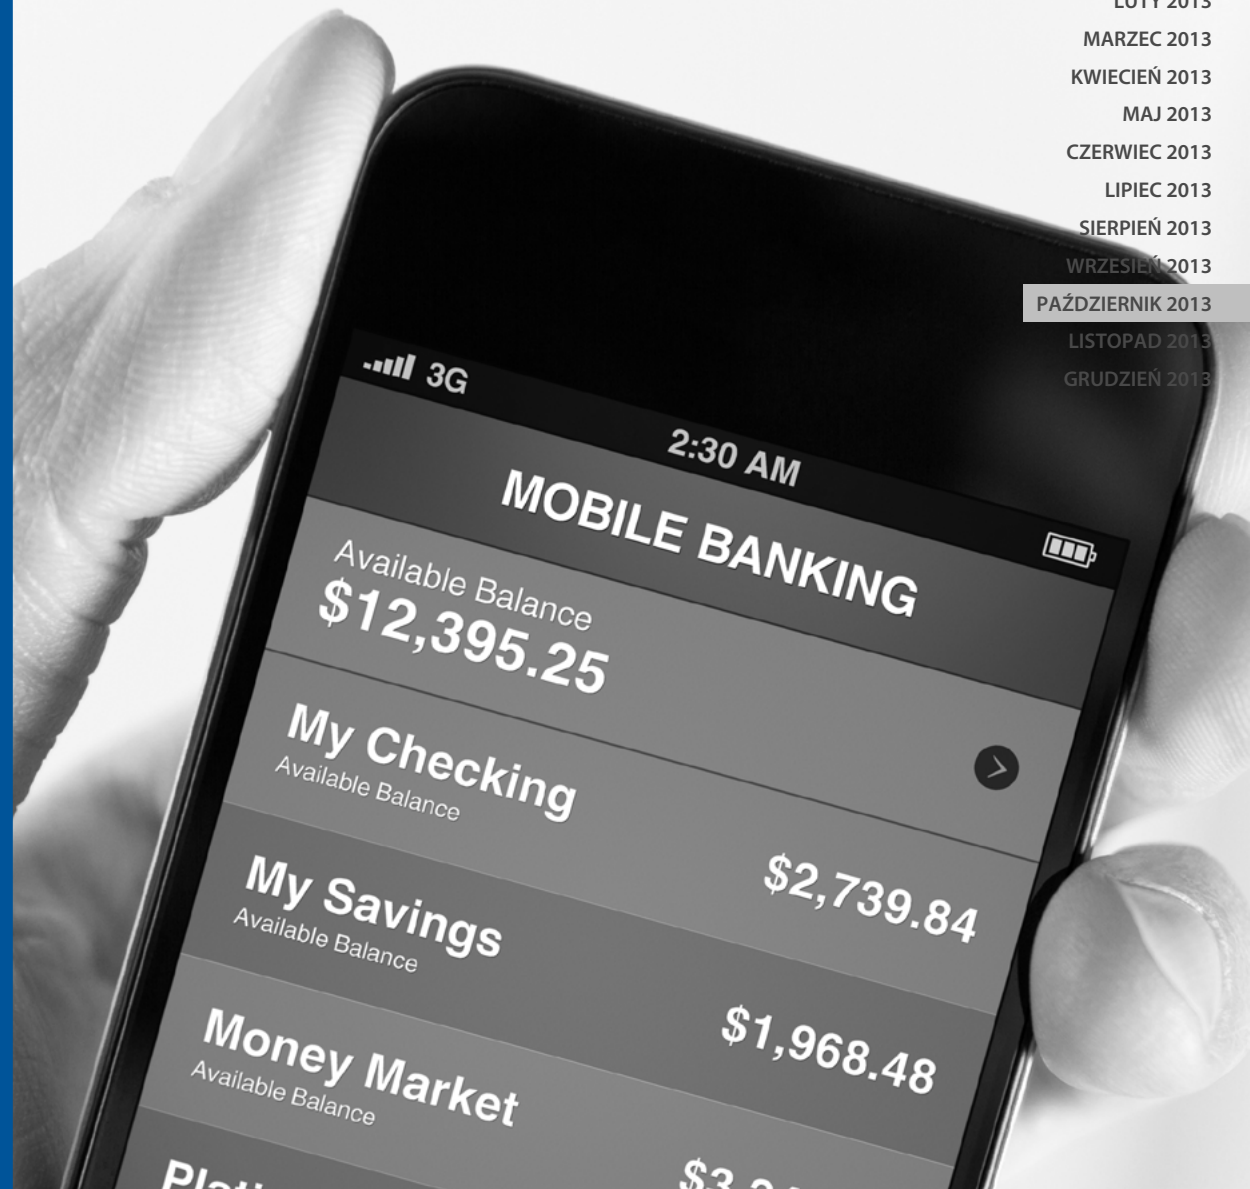 LUTY 2013
MARZEC 2013
KWIECIEŃ 2013
MAJ 2013
CZERWIEC 2013
LIPIEC 2013
SIERPIEŃ 2013
WRZESIEŃ 2013
PAŹDZIERNIK 2013
LISTOPAD 2013
GRUDZIEŃ 2013
3G
2:30 AM
MOBILE BANKING
Available Balance
$12,395.25
My Checking
Available Balance
$2,739.84
My Savings
Available Balance
$1,968.48
Money Market
Available Balance